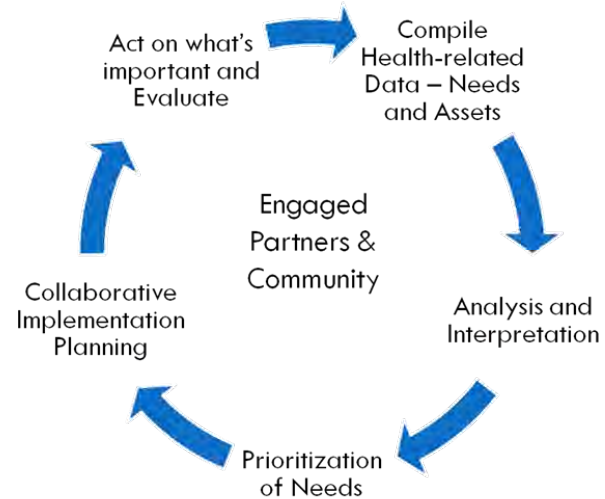 Act on what's
important and
Evaluate
Compile
Health-related
Data – Needs
and Assets
Engaged
Partners &
Community
Analysis and
Interpretation
Collaborative
Implementation
Planning
Prioritization
of Needs